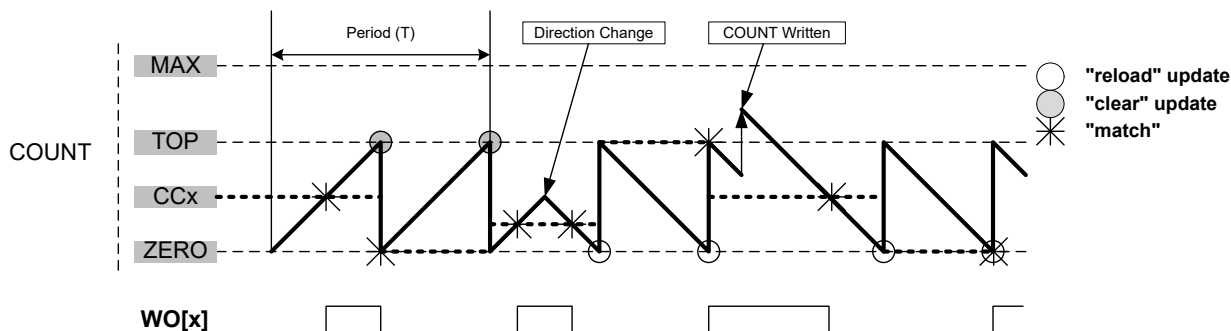 Period (T)
Direction Change
COUNT Written
MAX
"reload" update
"clear" update
TOP
"match"
COUNT
CCx
ZERO
WO[x]